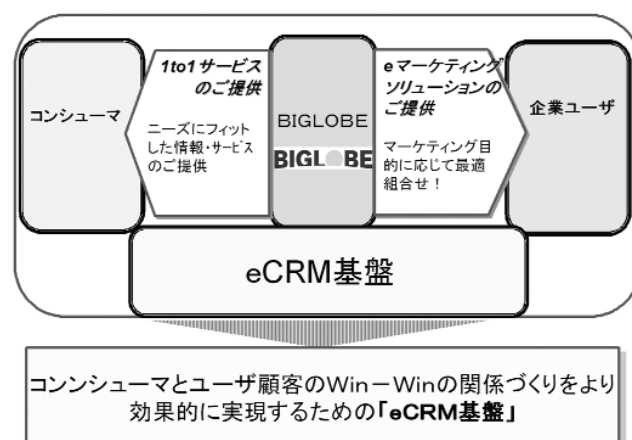 コンシューマ
1to1サービス
のご提供
ニーズにフィット
した情報・サービス
のご提供
BIGLOBE
BIGLOBE
eマーケティング
ソリューションの
ご提供
マーケティング目
的に応じて最適
組合せ！
企業ユーザ
eCRM基盤
コンンシューマとユーザ顧客のWin－Winの関係づくりをより
効果的に実現するための「eCRM基盤」